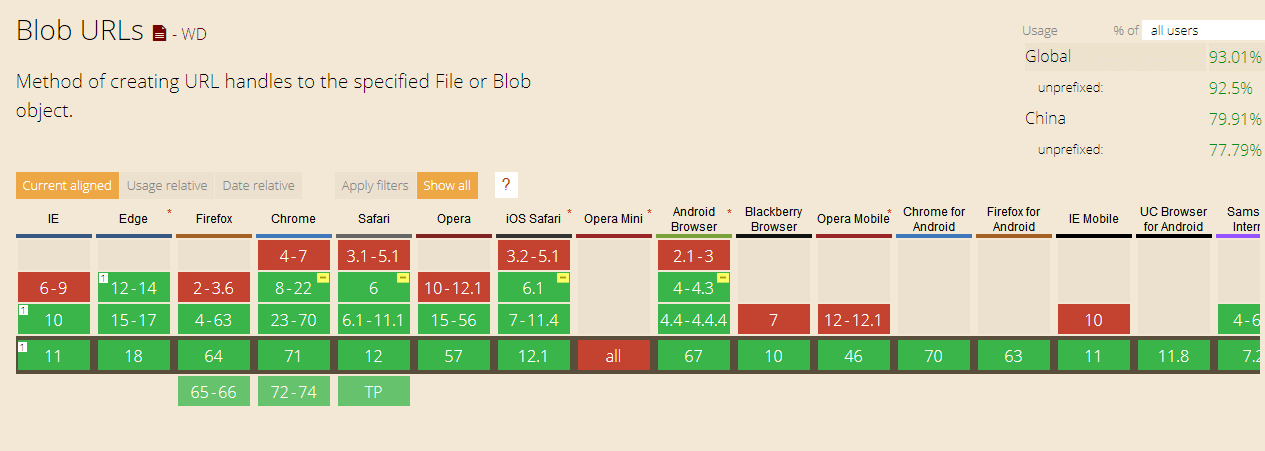 Blob URLs - WD
Usage % of all users
Global 93.01%
unprefixed: 92.5%
China 79.91%
unprefixed: 77.79%
Method of creating URL handles to the specified File or Blob
object.
Current aligned Usage relative Date relative Apply filters Show all ?
IE Edge * Firefox Chrome Safari Opera iOS Safari * Opera Mini * Android Browser * Blackberry Browser Opera Mobile * Chrome for Android Firefox for Android IE Mobile UC Browser for Android Sams Intern
4-7 3.1-5.1 3.2-5.1 2.1-3
6-9 1 12-14 2-3.6 8-22 6 10-12.1 6.1 4-4.3
1 10 15-17 4-63 23-70 6.1-11.1 15-56 7-11.4 4.4-4.4.4 7 12-12.1 10 4-6
1 11 18 64 71 12 57 12.1 all 67 10 46 70 63 11 11.8 7.2
65-66 72-74 TP